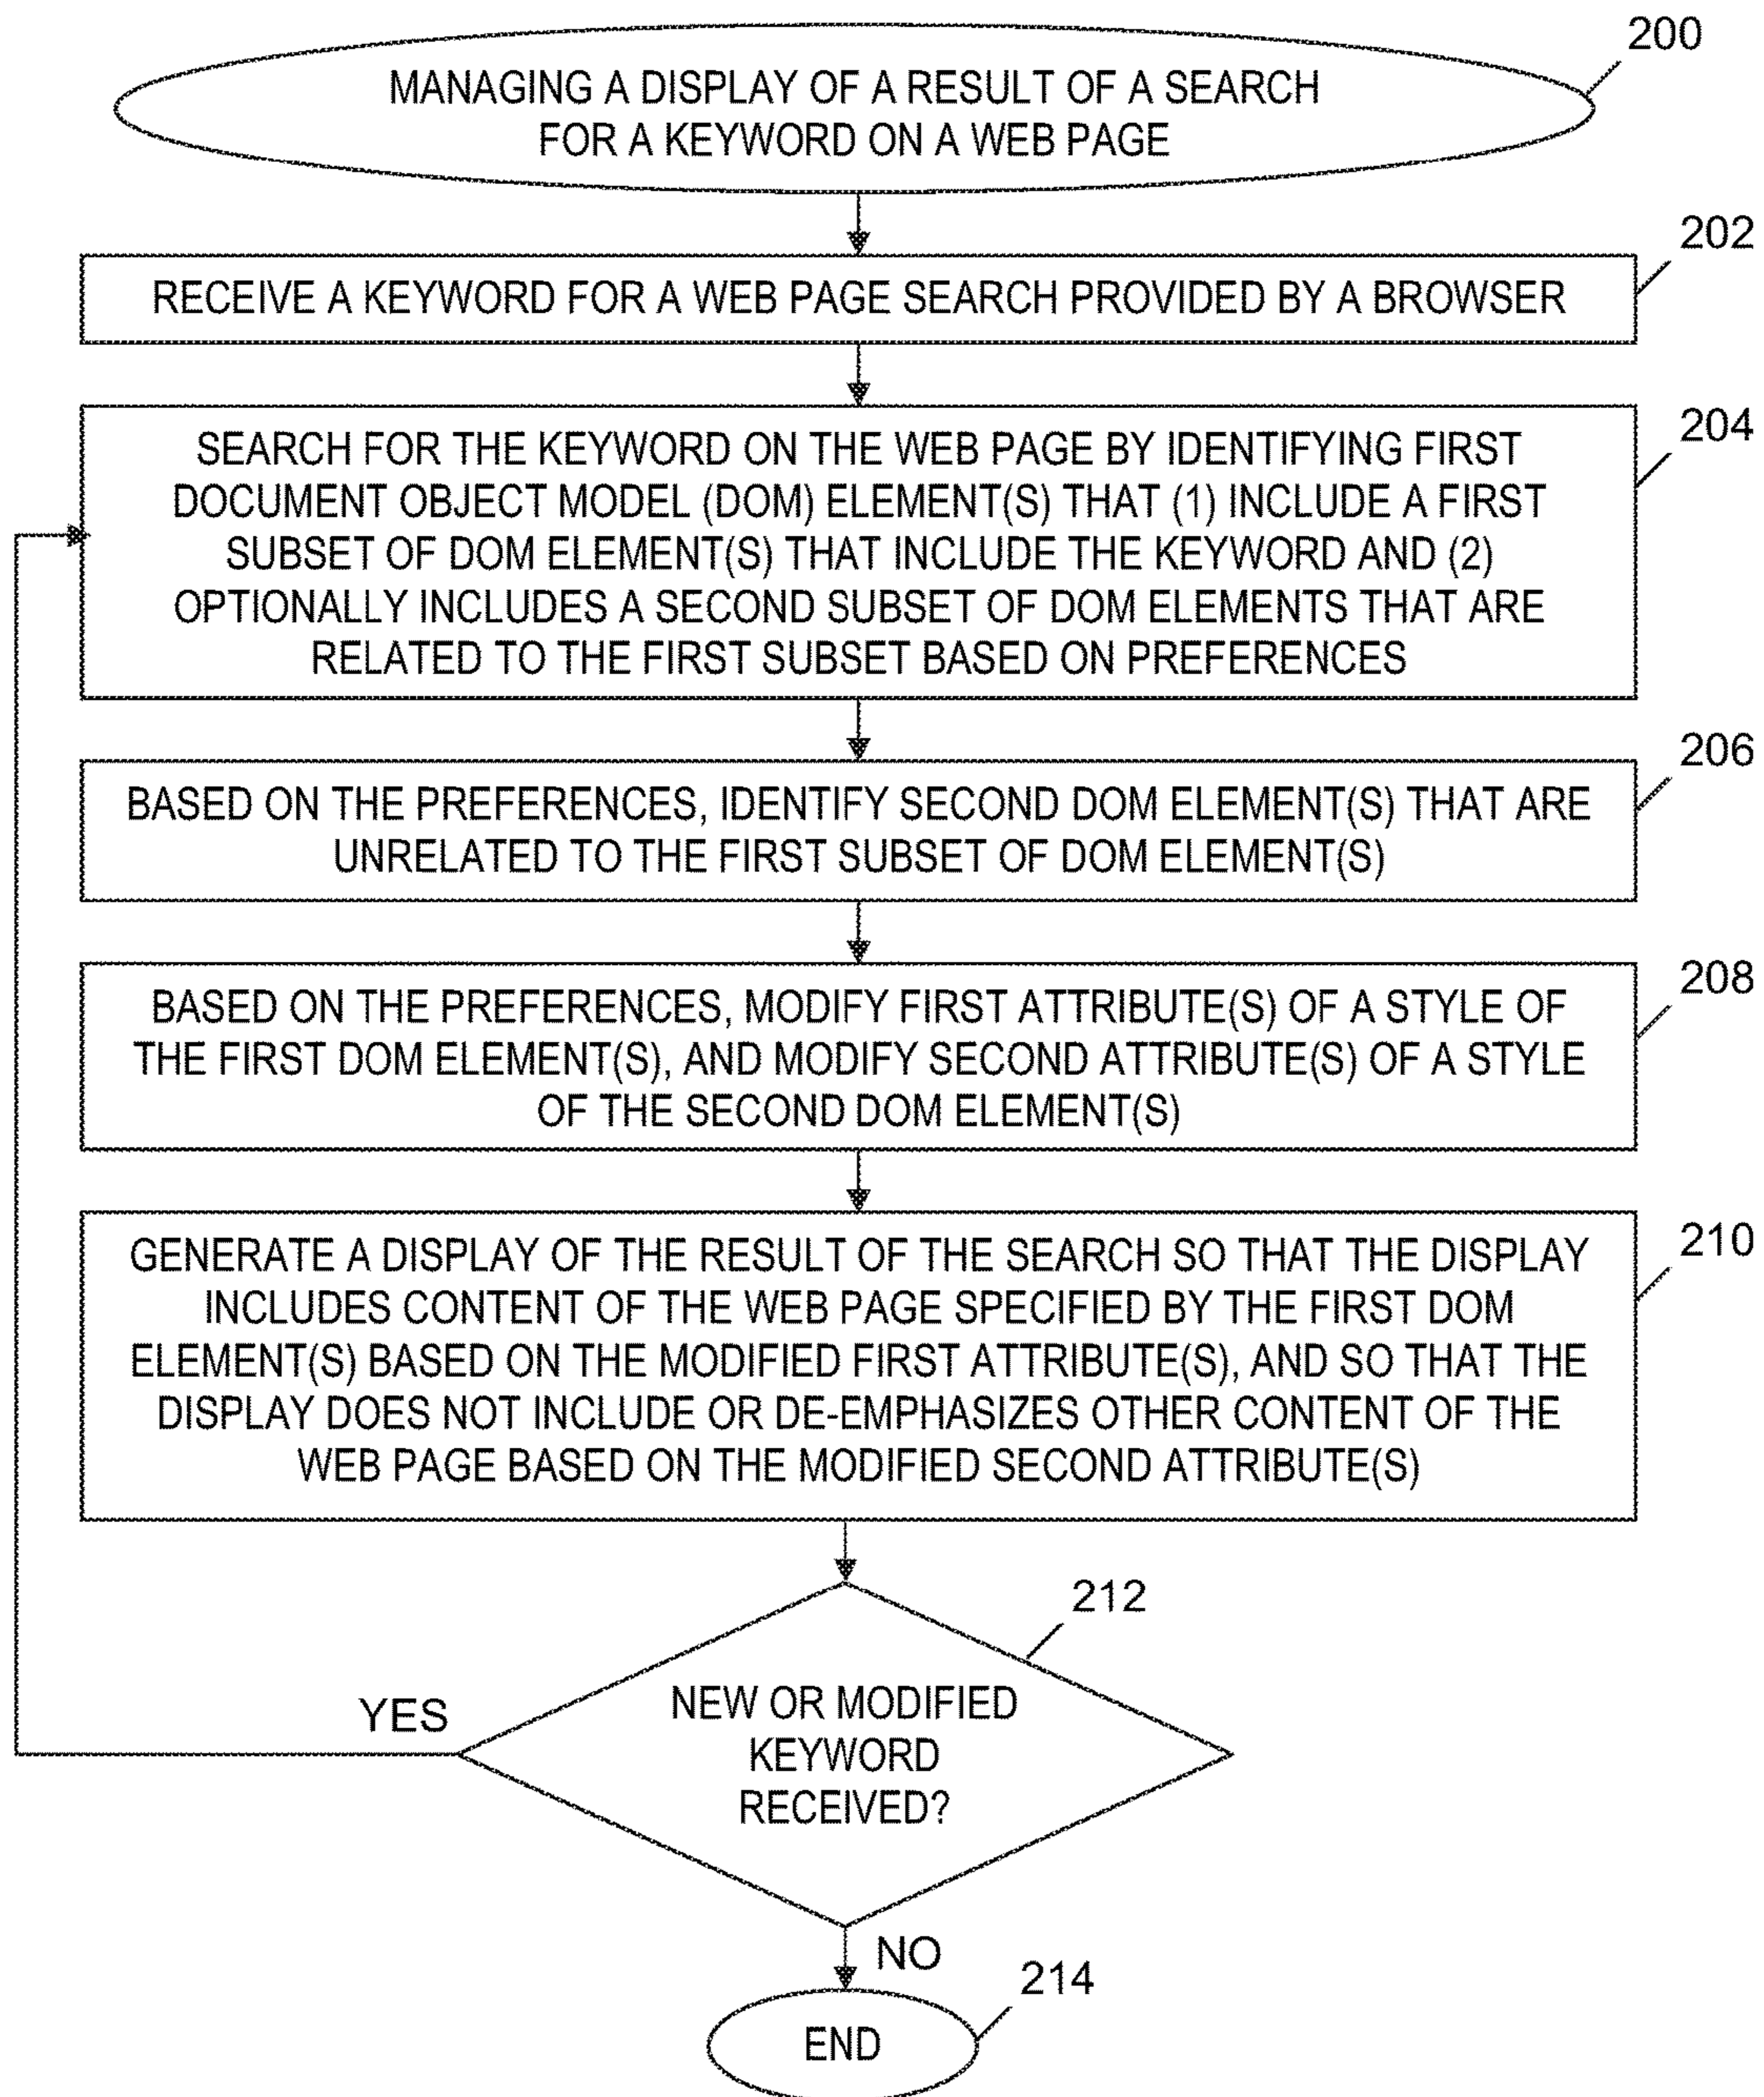 200
MANAGING A DISPLAY OF A RESULT OF A SEARCH
FOR A KEYWORD ON A WEB PAGE
202
RECEIVE A KEYWORD FOR A WEB PAGE SEARCH PROVIDED BY A BROWSER
204
SEARCH FOR THE KEYWORD ON THE WEB PAGE BY IDENTIFYING FIRST
DOCUMENT OBJECT MODEL (DOM) ELEMENT(S) THAT (1) INCLUDE A FIRST
SUBSET OF DOM ELEMENT(S) THAT INCLUDE THE KEYWORD AND (2)
OPTIONALLY INCLUDES A SECOND SUBSET OF DOM ELEMENTS THAT ARE
RELATED TO THE FIRST SUBSET BASED ON PREFERENCES
206
BASED ON THE PREFERENCES, IDENTIFY SECOND DOM ELEMENT(S) THAT ARE
UNRELATED TO THE FIRST SUBSET OF DOM ELEMENT(S)
208
BASED ON THE PREFERENCES, MODIFY FIRST ATTRIBUTE(S) OF A STYLE OF
THE FIRST DOM ELEMENT(S), AND MODIFY SECOND ATTRIBUTE(S) OF A STYLE
OF THE SECOND DOM ELEMENT(S)
210
GENERATE A DISPLAY OF THE RESULT OF THE SEARCH SO THAT THE DISPLAY
INCLUDES CONTENT OF THE WEB PAGE SPECIFIED BY THE FIRST DOM
ELEMENT(S) BASED ON THE MODIFIED FIRST ATTRIBUTE(S), AND SO THAT THE
DISPLAY DOES NOT INCLUDE OR DE-EMPHASIZES OTHER CONTENT OF THE
WEB PAGE BASED ON THE MODIFIED SECOND ATTRIBUTE(S)
212
YES
NEW OR MODIFIED
KEYWORD
RECEIVED?
NO
214
END